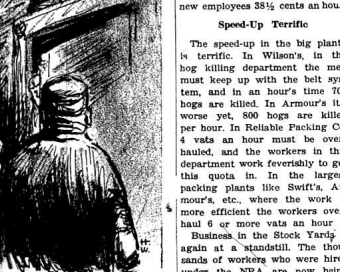 new employees 38½ cents an hou
Speed-Up Terrific
The speed-up in the big plant
is terrific. In Wilson's, in th
hog killing department the me
must keep up with the belt sys
tem, and in an hour's time 70
hogs are killed. In Armour's it
worse yet, 800 hogs are kille
per hour. In Reliable Packing C
4 vats an hour must be over
hauled, and the workers in th
department work feverishly to ge
this quota in. In the large
packing plants like Swift's, A
mour's, etc., where the work
more efficient the workers ove
haul 6 or more vats an hour
Business in the Stock Yards
again at a standstill. The thou
sands of workers who were hire
under the NRA are now bein
H.
W.